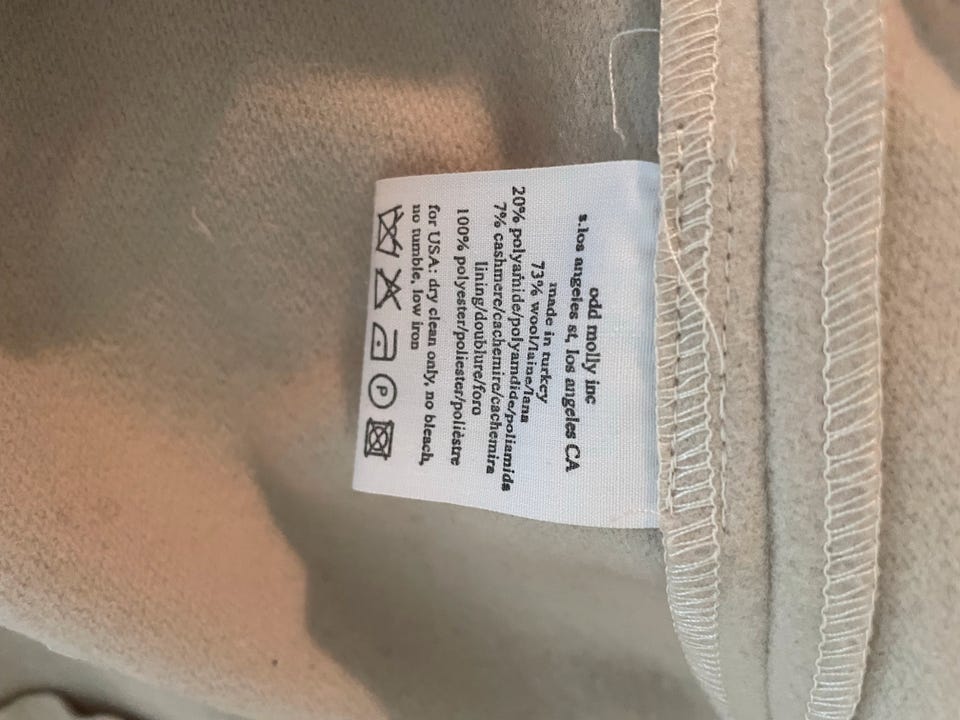 odd molly inc
s.los angeles st, los angeles CA
made in turkey
73% wool/laine/lana
20% polyamide/polyamdide/poliamida
7% cashmere/cachemire/cachemira
lining/doublure/foro
100% polyester/poliester/polièstre
for USA: dry clean only, no bleach,
no tumble, low iron
P